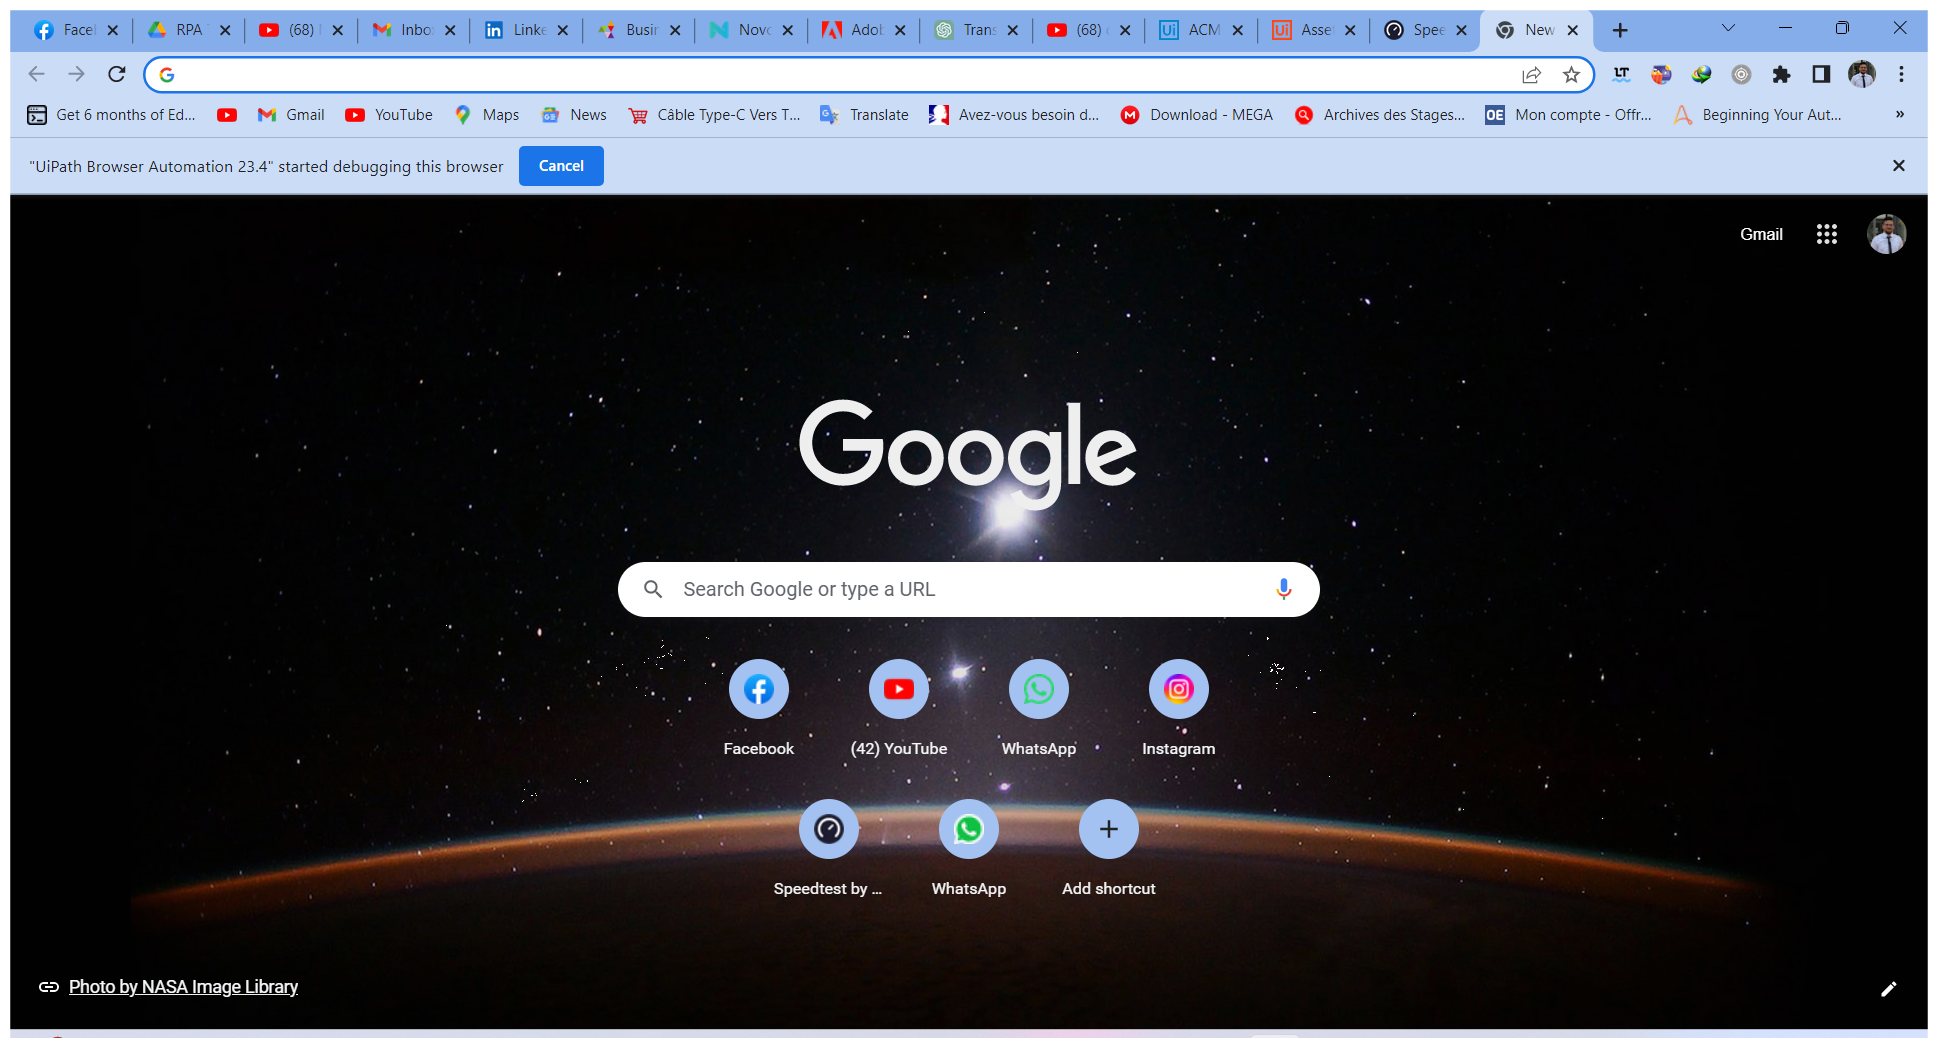 Facel
RPA
(68)
Inbo
Linke
Busin
Novo
Adob
Trans
(68)
ACM
Asse
Spee
New
Get 6 months of Ed...
Gmail
YouTube
Maps
News
Câble Type-C Vers T...
Translate
Avez-vous besoin d...
Download - MEGA
Archives des Stages...
Mon compte - Offr...
Beginning Your Aut...
"UiPath Browser Automation 23.4" started debugging this browser
Cancel
Gmail
Google
Search Google or type a URL
Facebook
(42) YouTube
WhatsApp
Instagram
Speedtest by ...
WhatsApp
Add shortcut
Photo by NASA Image Library